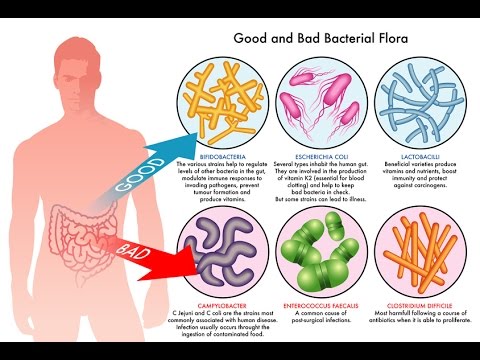 Good and Bad Bacterial Flora
GOOD
BAD
BIFIDOBACTERIA
The various strains help to regulate
levels of other bacteria in the gut,
modulate immune responses to
invading pathogens, prevent
tumour formation and
produce vitamins.
ESCHERICHIA COLI
Several types inhabit the human gut.
They are involved in the production
of vitamin K2 (essential for blood
clotting) and help to keep
bad bacteria in check.
But some strains can lead to illness.
LACTOBACILLI
Beneficial varieties produce
vitamins and nutrients, boost
immunity and protect
against carcinogens.
CAMPYLOBACTER
C Jejuni and C coli are the strains most
commonly associated with human disease.
Infection usually occurs throught the
ingestion of contaminated food.
ENTEROCOCCUS FAECALIS
A common cause of
post-surgical infections.
CLOSTRIDIUM DIFFICILE
Most harmfull following a course of
antibiotics when it is able to proliferate.